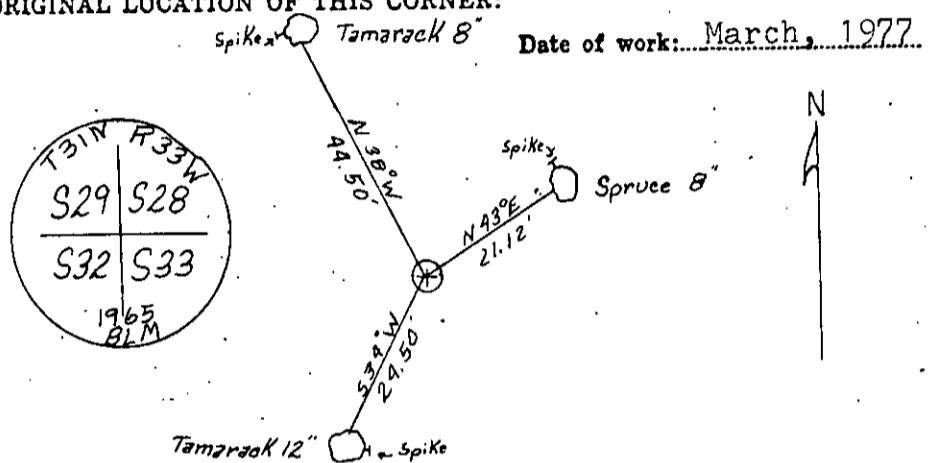 ORIGINAL LOCATION OF THIS CORNER:
Spike Tamarack 8"
Date of work: March, 1977
N
T31N R33W
S29 S28
S32 S33
1965
BLM
N 38° W
44.50'
Spike
Spruce 8"
N 43° E
21.12'
S 34° W
24.50'
Tamarack 12" Spike